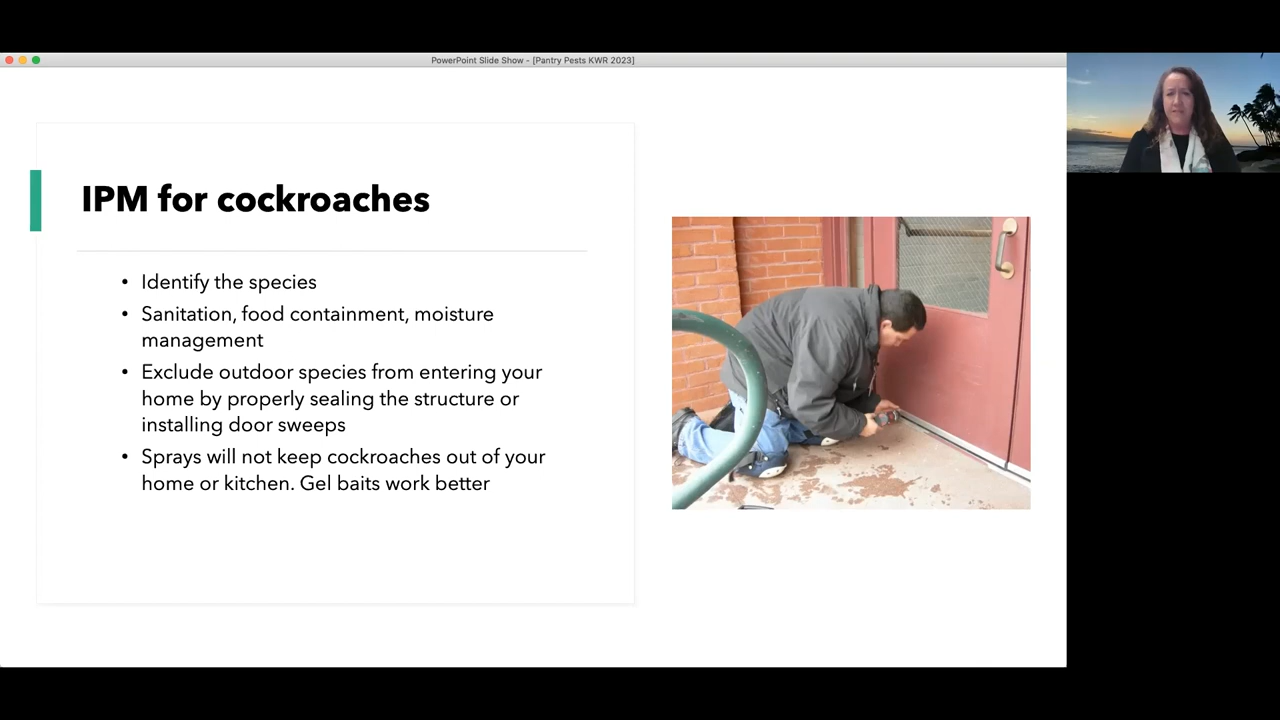 PowerPoint Slide Show - [Pantry Pests KWR 2023]
IPM for cockroaches
• Identify the species
• Sanitation, food containment, moisture
management
• Exclude outdoor species from entering your
home by properly sealing the structure or
installing door sweeps
• Sprays will not keep cockroaches out of your
home or kitchen. Gel baits work better